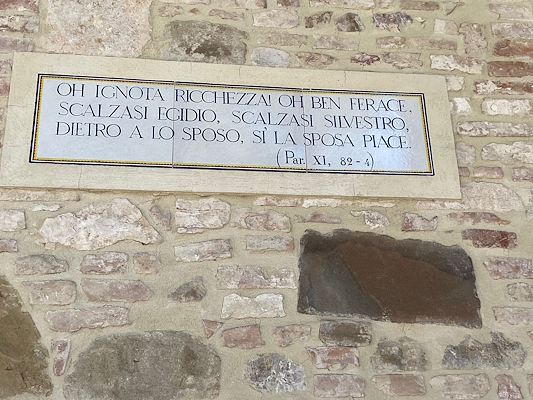 OH IGNOTA RICCHEZZA! OH BEN FERACE.
SCALZASI EGIDIO, SCALZASI SILVESTRO,
DIETRO A LO SPOSO, SÌ LA SPOSA PIACE.
(Par. XI, 82-4)